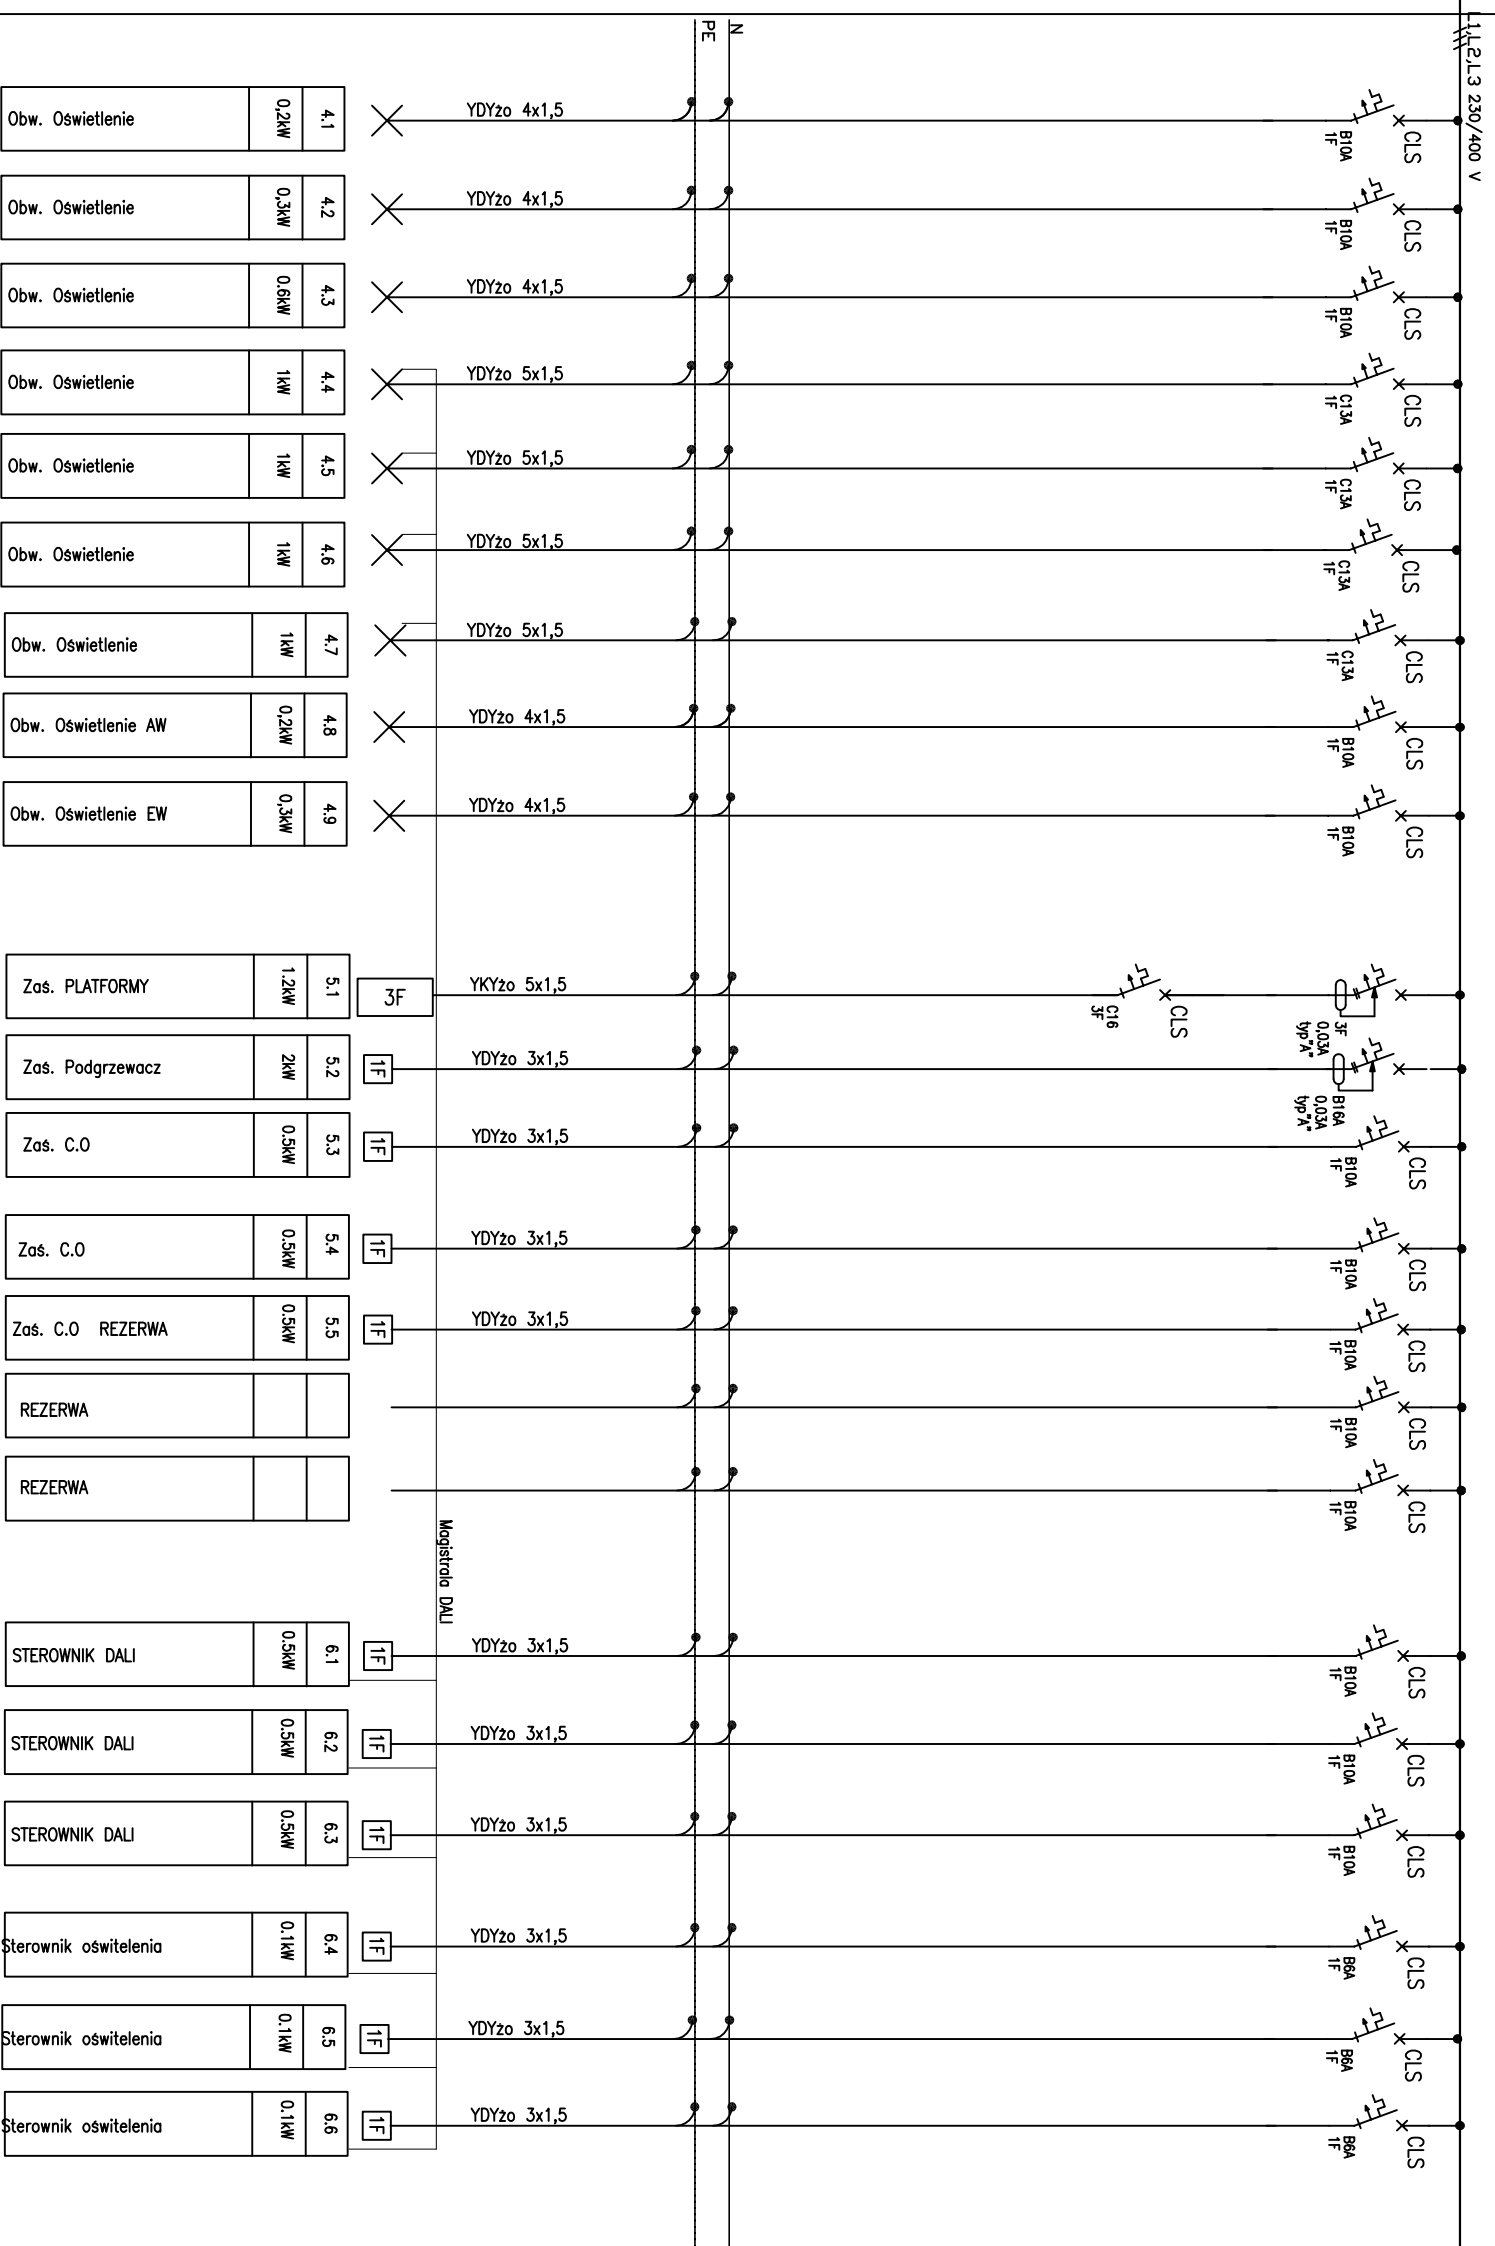 L1,L2,L3 230/400 V
N
PE
Obw. Oświetlenie 0,2kW 4.1 YDYżo 4x1,5 B10A 1F CLS
Obw. Oświetlenie 0,3kW 4.2 YDYżo 4x1,5 B10A 1F CLS
Obw. Oświetlenie 0.6kW 4.3 YDYżo 4x1,5 B10A 1F CLS
Obw. Oświetlenie 1kW 4.4 YDYżo 5x1,5 C13A 1F CLS
Obw. Oświetlenie 1kW 4.5 YDYżo 5x1,5 C13A 1F CLS
Obw. Oświetlenie 1kW 4.6 YDYżo 5x1,5 C13A 1F CLS
Obw. Oświetlenie 1kW 4.7 YDYżo 5x1,5 C13A 1F CLS
Obw. Oświetlenie AW 0,2kW 4.8 YDYżo 4x1,5 B10A 1F CLS
Obw. Oświetlenie EW 0,3kW 4.9 YDYżo 4x1,5 B10A 1F CLS
Zaś. PLATFORMY 1.2kW 5.1 3F YKYżo 5x1,5 C16 3F CLS 3F 0,03A typ"A"
Zaś. Podgrzewacz 2kW 5.2 1F YDYżo 3x1,5 B16A 0,03A typ"A"
Zaś. C.O 0.5kW 5.3 1F YDYżo 3x1,5 B10A 1F CLS
Zaś. C.O 0.5kW 5.4 1F YDYżo 3x1,5 B10A 1F CLS
Zaś. C.O REZERWA 0.5kW 5.5 1F YDYżo 3x1,5 B10A 1F CLS
REZERWA B10A 1F CLS
REZERWA B10A 1F CLS
Magistrala DALI
STEROWNIK DALI 0.5kW 6.1 1F YDYżo 3x1,5 B10A 1F CLS
STEROWNIK DALI 0.5kW 6.2 1F YDYżo 3x1,5 B10A 1F CLS
STEROWNIK DALI 0.5kW 6.3 1F YDYżo 3x1,5 B10A 1F CLS
Sterownik oświtelenia 0.1kW 6.4 1F YDYżo 3x1,5 B6A 1F CLS
Sterownik oświtelenia 0.1kW 6.5 1F YDYżo 3x1,5 B6A 1F CLS
Sterownik oświtelenia 0.1kW 6.6 1F YDYżo 3x1,5 B6A 1F CLS